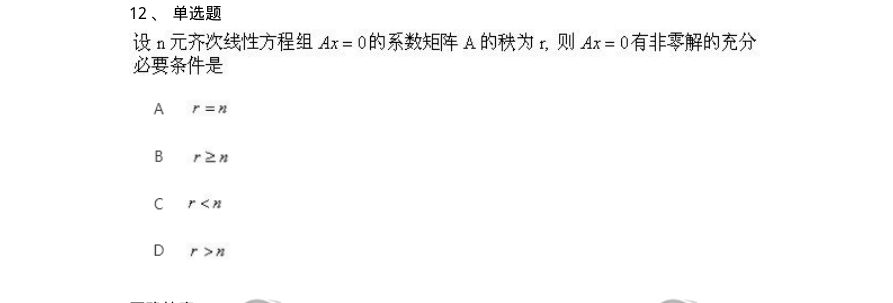 12 、 单选题
设 n 元齐次线性方程组 Ax = 0的系数矩阵 A 的秩为 r, 则 Ax = 0有非零解的充分
必要条件是
A r = n
B r ≥ n
C r < n
D r > n